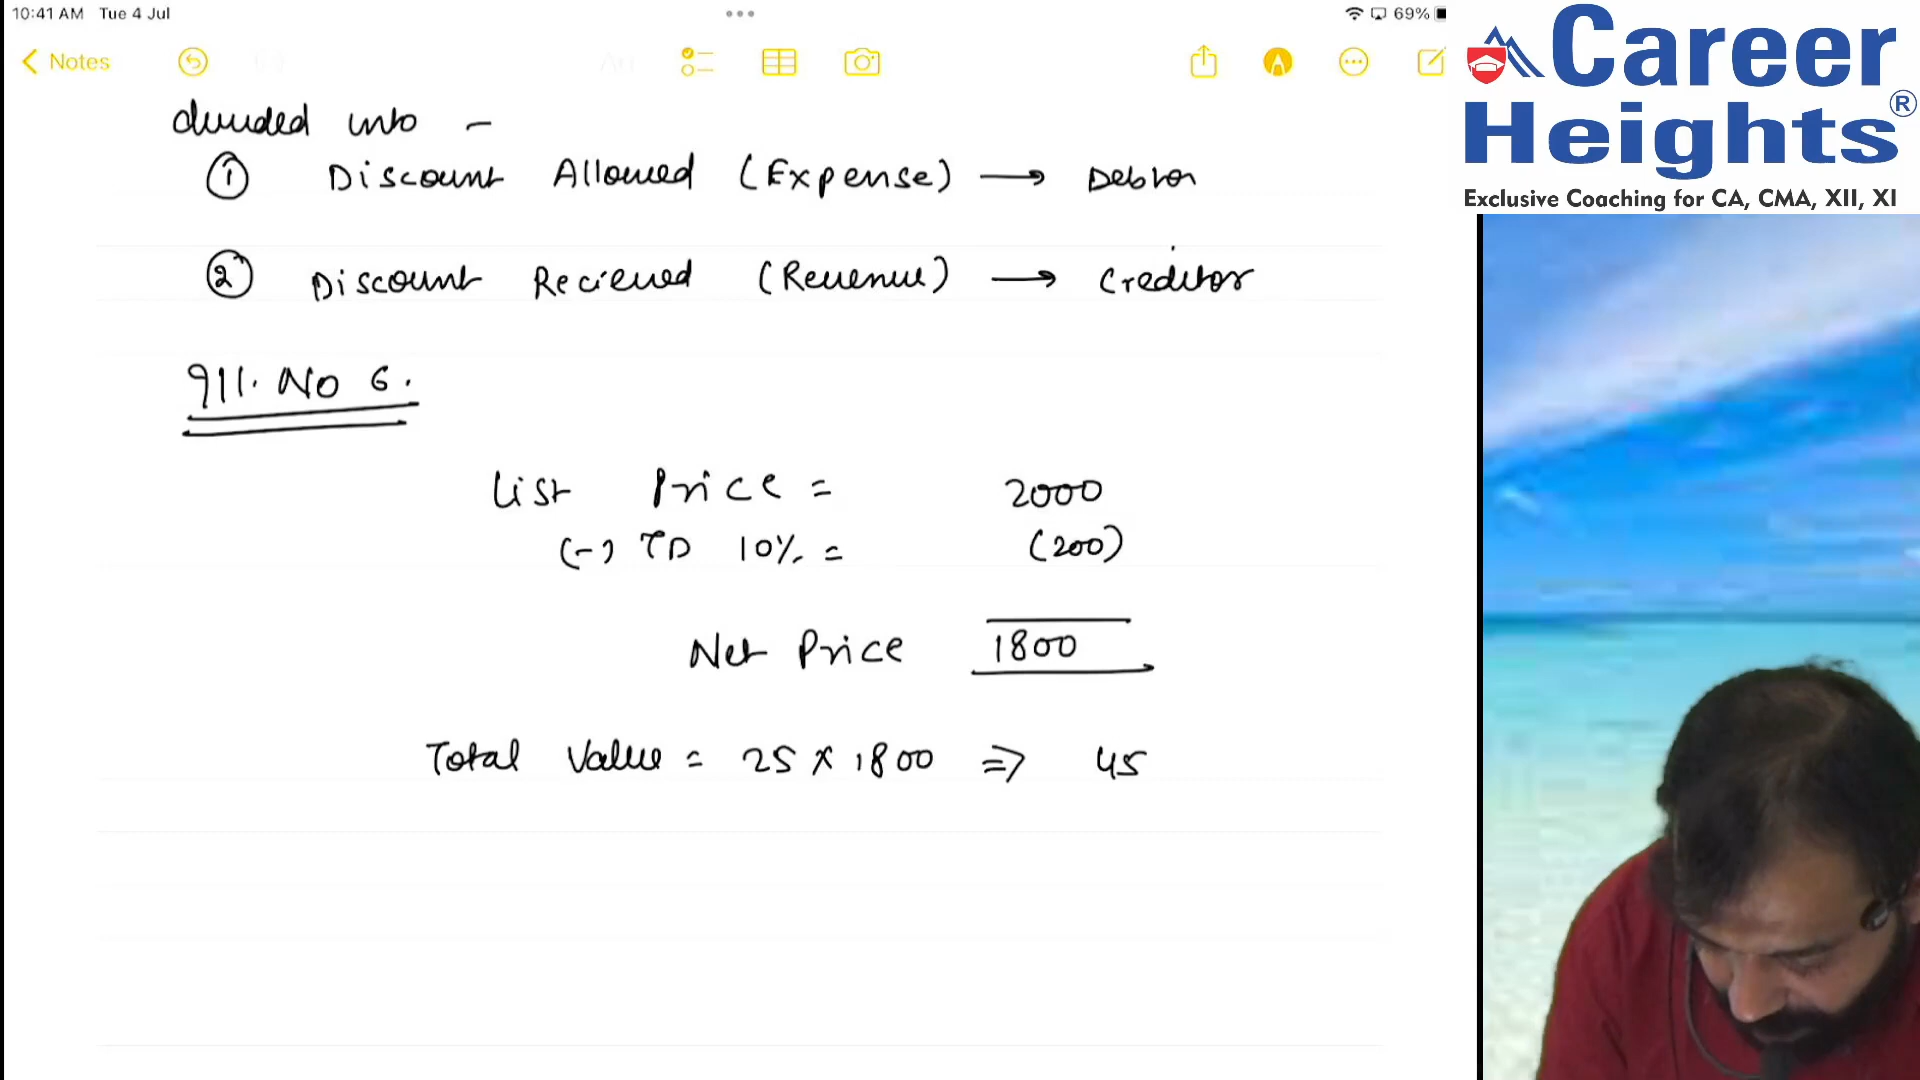 10:41 AM Tue 4 Jul
69%
Notes
Career
Heights®
Exclusive Coaching for CA, CMA, XII, XI
divided into -
① Discount Allowed (Expense) → Debtor
② Discount Recieved (Revenue) → Creditor
911. No 6.
List Price = 2000
(-) TD 10% = (200)
Net Price 1800
Total Value = 25 x 1800 => 45